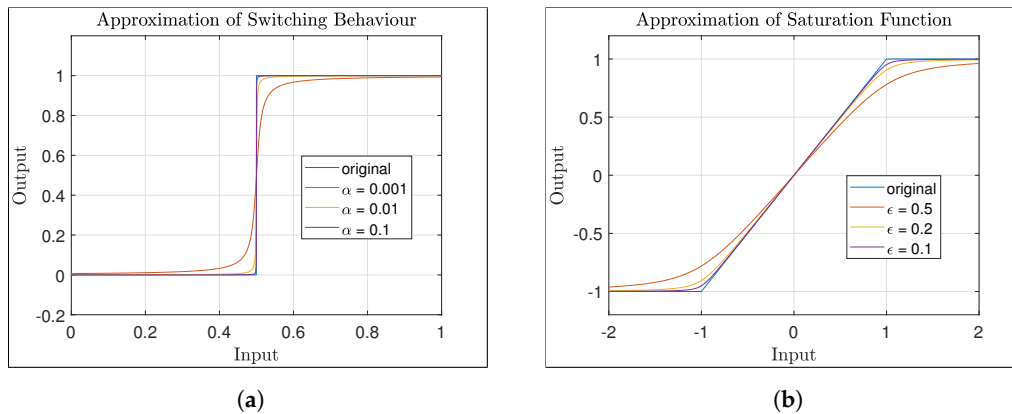 Approximation of Switching Behaviour
1
0.8
0.6
0.4
0.2
0
-0.2
0
0.2
0.4
0.6
0.8
1
Input
Output
original
α = 0.001
α = 0.01
α = 0.1
(a)
Approximation of Saturation Function
1
0.5
0
-0.5
-1
-2
-1
0
1
2
Input
Output
original
ϵ = 0.5
ϵ = 0.2
ϵ = 0.1
(b)